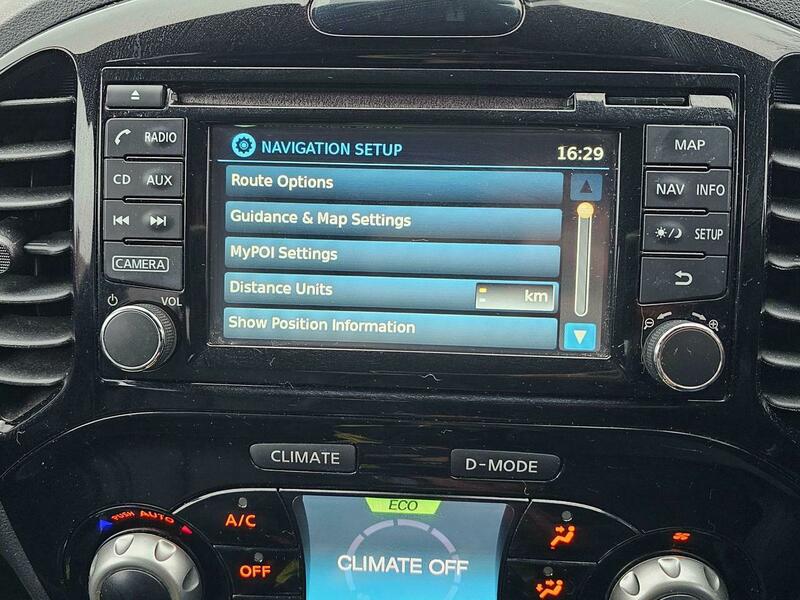 RADIO
CD AUX
CAMERA
VOL
NAVIGATION SETUP 16:29
Route Options
Guidance & Map Settings
MyPOI Settings
Distance Units km
Show Position Information
MAP
NAV INFO
SETUP
CLIMATE
D-MODE
PUSH AUTO
A/C
OFF
ECO
CLIMATE OFF